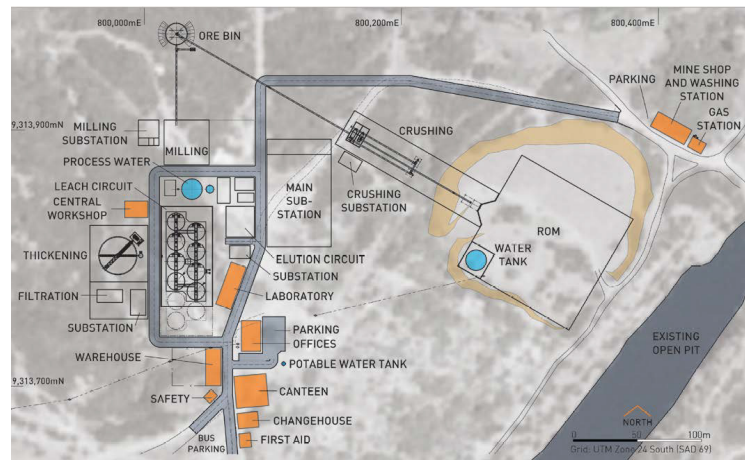 800,000mE
800,200mE
800,400mE
ORE BIN
PARKING
MINE SHOP
AND WASHING
STATION
GAS
STATION
9,313,900mN
MILLING
SUBSTATION
MILLING
CRUSHING
PROCESS WATER
LEACH CIRCUIT
CENTRAL
WORKSHOP
MAIN
SUB-
STATION
CRUSHING
SUBSTATION
ROM
THICKENING
ELUTION CIRCUIT
SUBSTATION
WATER
TANK
FILTRATION
LABORATORY
SUBSTATION
PARKING
OFFICES
EXISTING
OPEN PIT
WAREHOUSE
POTABLE WATER TANK
9,313,700mN
SAFETY
CANTEEN
CHANGEHOUSE
NORTH
BUS
PARKING
FIRST AID
0 50 100m
Grid: UTM Zone 24 South (SAD 69)